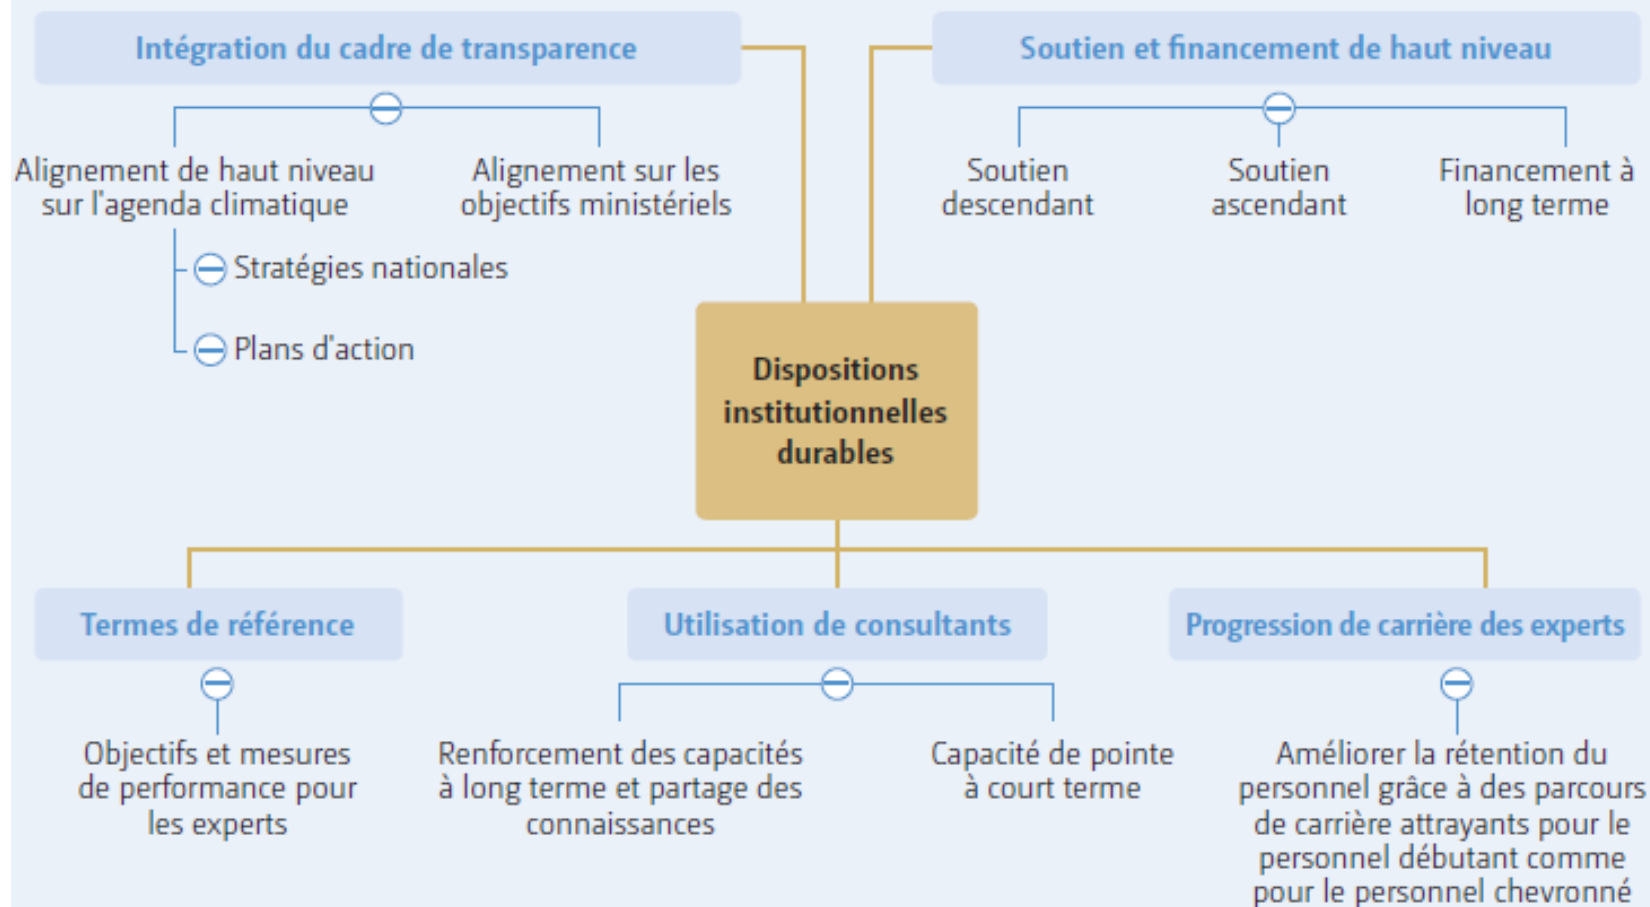 Intégration du cadre de transparence
Soutien et financement de haut niveau
Alignement de haut niveau
sur l'agenda climatique
Alignement sur les
objectifs ministériels
Soutien
descendant
Soutien
ascendant
Financement à
long terme
Stratégies nationales
Plans d'action
Dispositions
institutionnelles
durables
Termes de référence
Utilisation de consultants
Progression de carrière des experts
Objectifs et mesures
de performance pour
les experts
Renforcement des capacités
à long terme et partage des
connaissances
Capacité de pointe
à court terme
Améliorer la rétention du
personnel grâce à des parcours
de carrière attrayants pour le
personnel débutant comme
pour le personnel chevronné